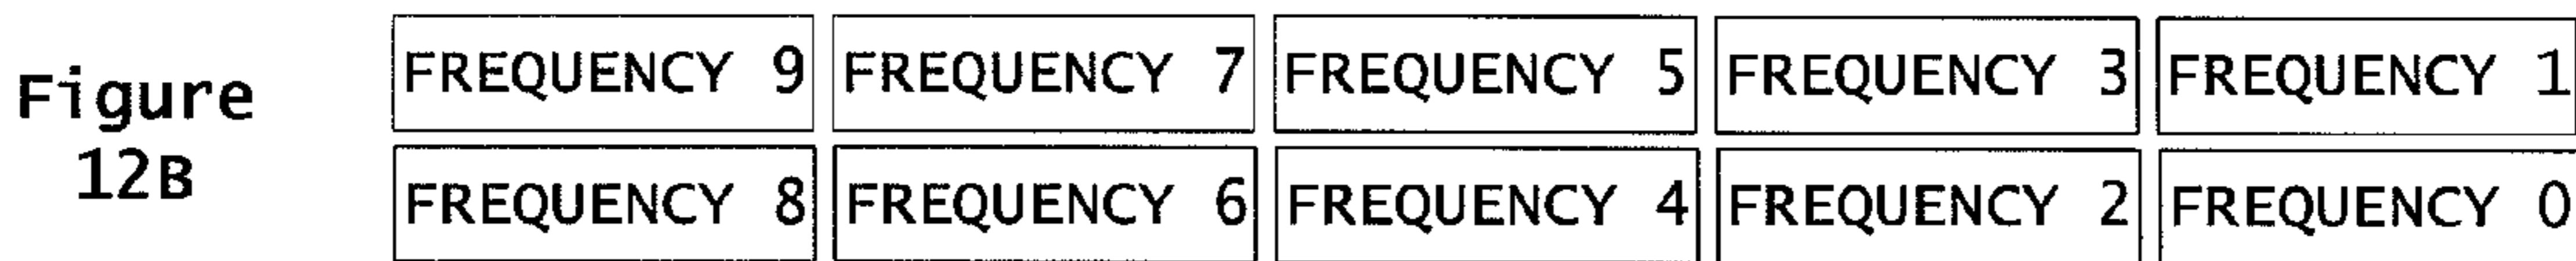 Figure
12B
FREQUENCY 9 FREQUENCY 7 FREQUENCY 5 FREQUENCY 3 FREQUENCY 1
FREQUENCY 8 FREQUENCY 6 FREQUENCY 4 FREQUENCY 2 FREQUENCY 0